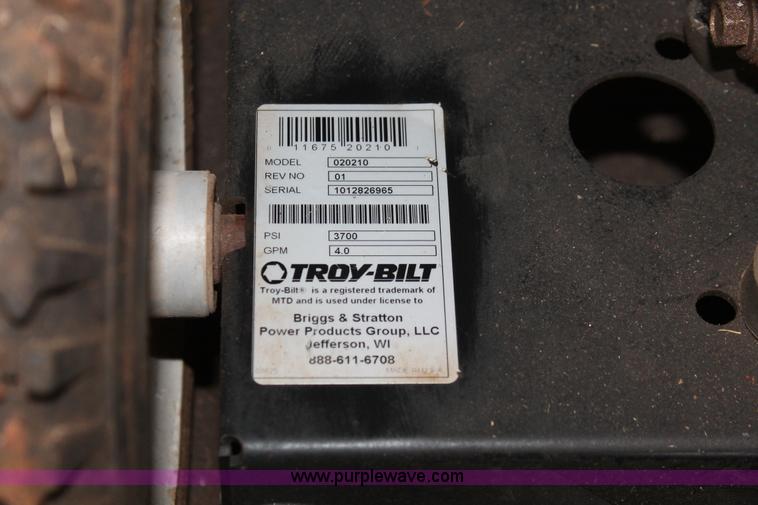 11675 20210
MODEL 020210
REV NO 01
SERIAL 1012826965
PSI 3700
GPM 4.0
TROY-BILT
Troy-Bilt® is a registered trademark of
MTD and is used under license to
Briggs & Stratton
Power Products Group, LLC
Jefferson, WI
888-611-6708
www.purplewave.com